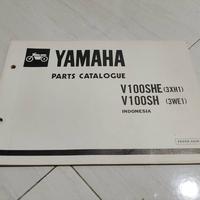 YAMAHA
PARTS CATALOGUE
V100SHE (3XH1)
V100SH (3WE1)
INDONESIA